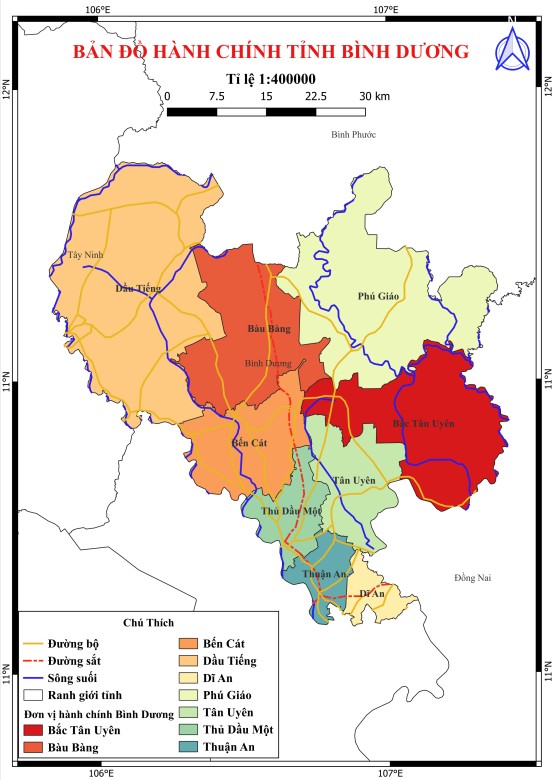 106°E 107°E
N
BẢN ĐỒ HÀNH CHÍNH TỈNH BÌNH DƯƠNG
Tỉ lệ 1:400000
0 7.5 15 22.5 30 km
12°N 12°N
Bình Phước
Tây Ninh
Dầu Tiếng
Phú Giáo
Bàu Bàng
Bình Dương
11°N 11°N
Bắc Tân Uyên
Bến Cát
Tân Uyên
Thủ Dầu Một
Thuận An
Đồng Nai
Dĩ An
Chú Thích
Đường bộ
Đường sắt
Sông suối
Ranh giới tỉnh
Đơn vị hành chính Bình Dương
Bắc Tân Uyên
Bàu Bàng
Bến Cát
Dầu Tiếng
Dĩ An
Phú Giáo
Tân Uyên
Thủ Dầu Một
Thuận An
11°N 11°N
106°E 107°E